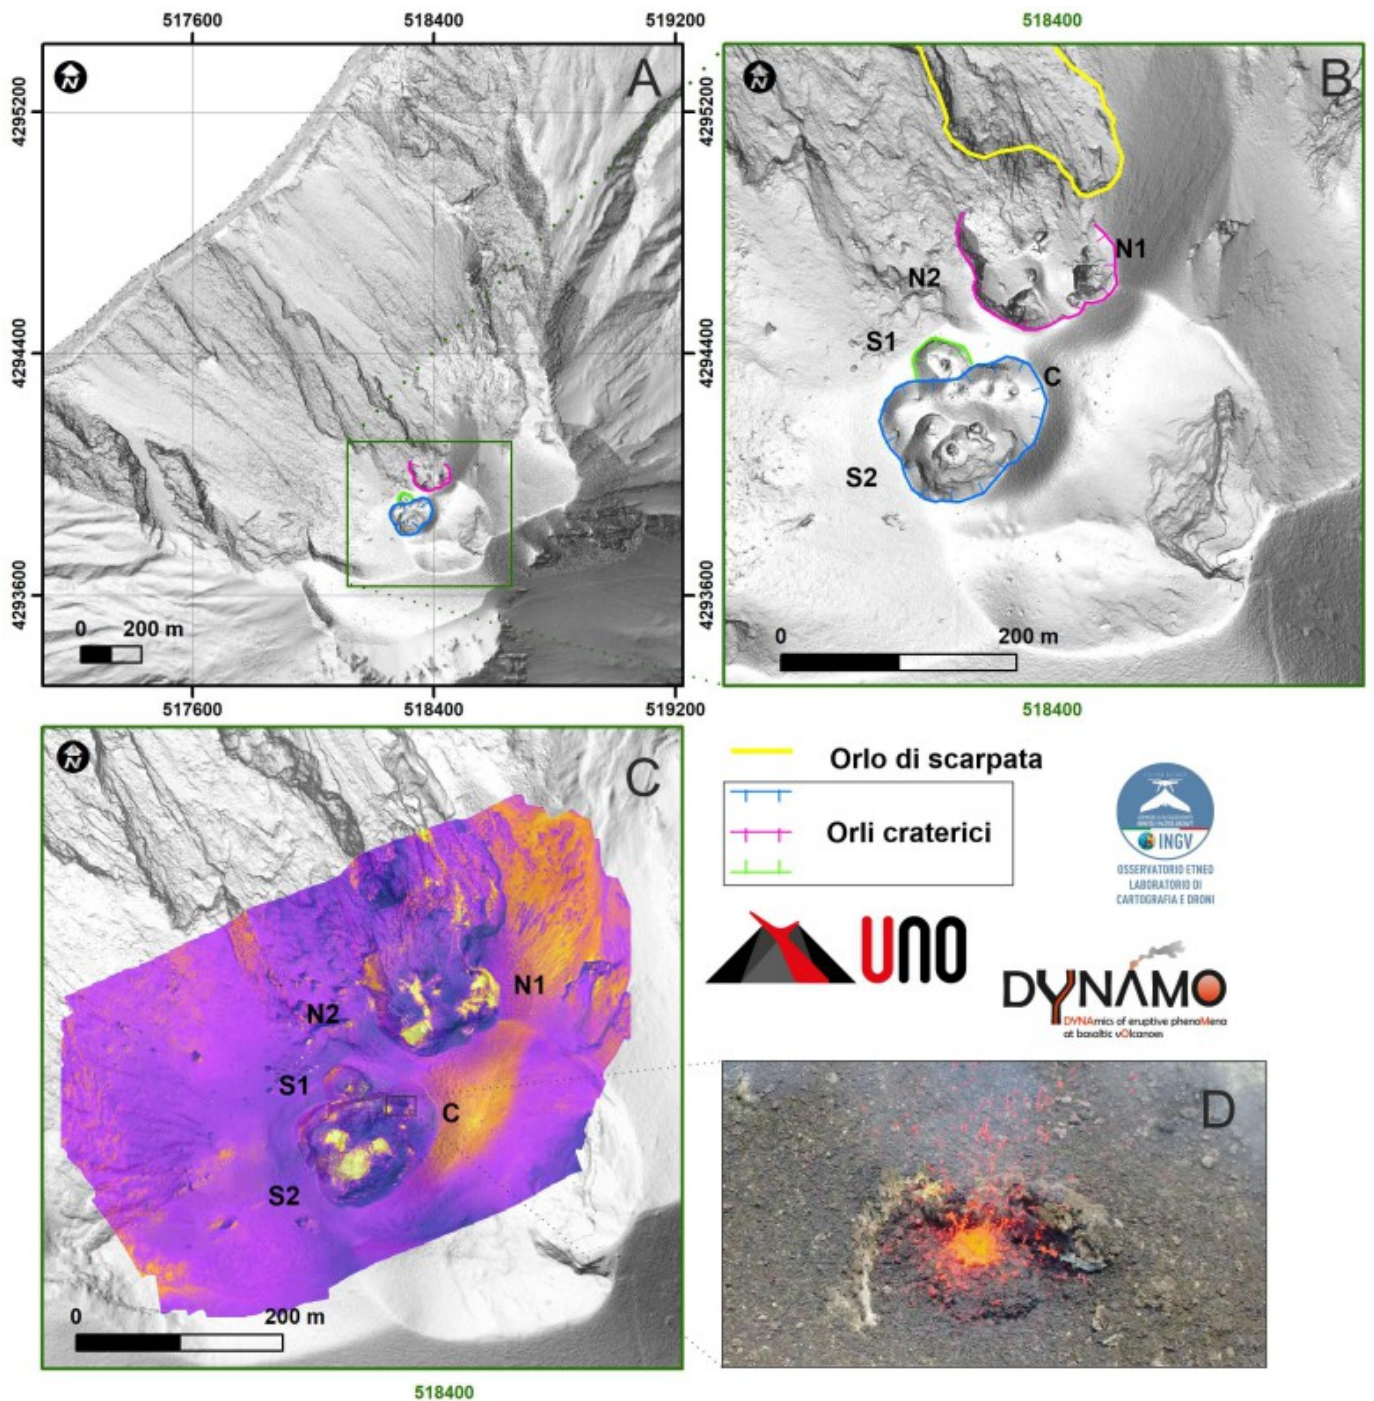 517600
518400
519200
518400
4295200
4294400
4293600
4295200
4294400
4293600
N
A
0
200 m
517600
518400
519200
N
B
N1
N2
S1
C
S2
0
200 m
518400
N
C
N1
N2
S1
C
S2
0
200 m
518400
Orlo di scarpata
Orli craterici
INGV
OSSERVATORIO ETNEO
LABORATORIO DI
CARTOGRAFIA E DRONI
UNO
DYNAMO
DYNAmics of eruptive phenoMena
at basaltic vOlcanoes
D